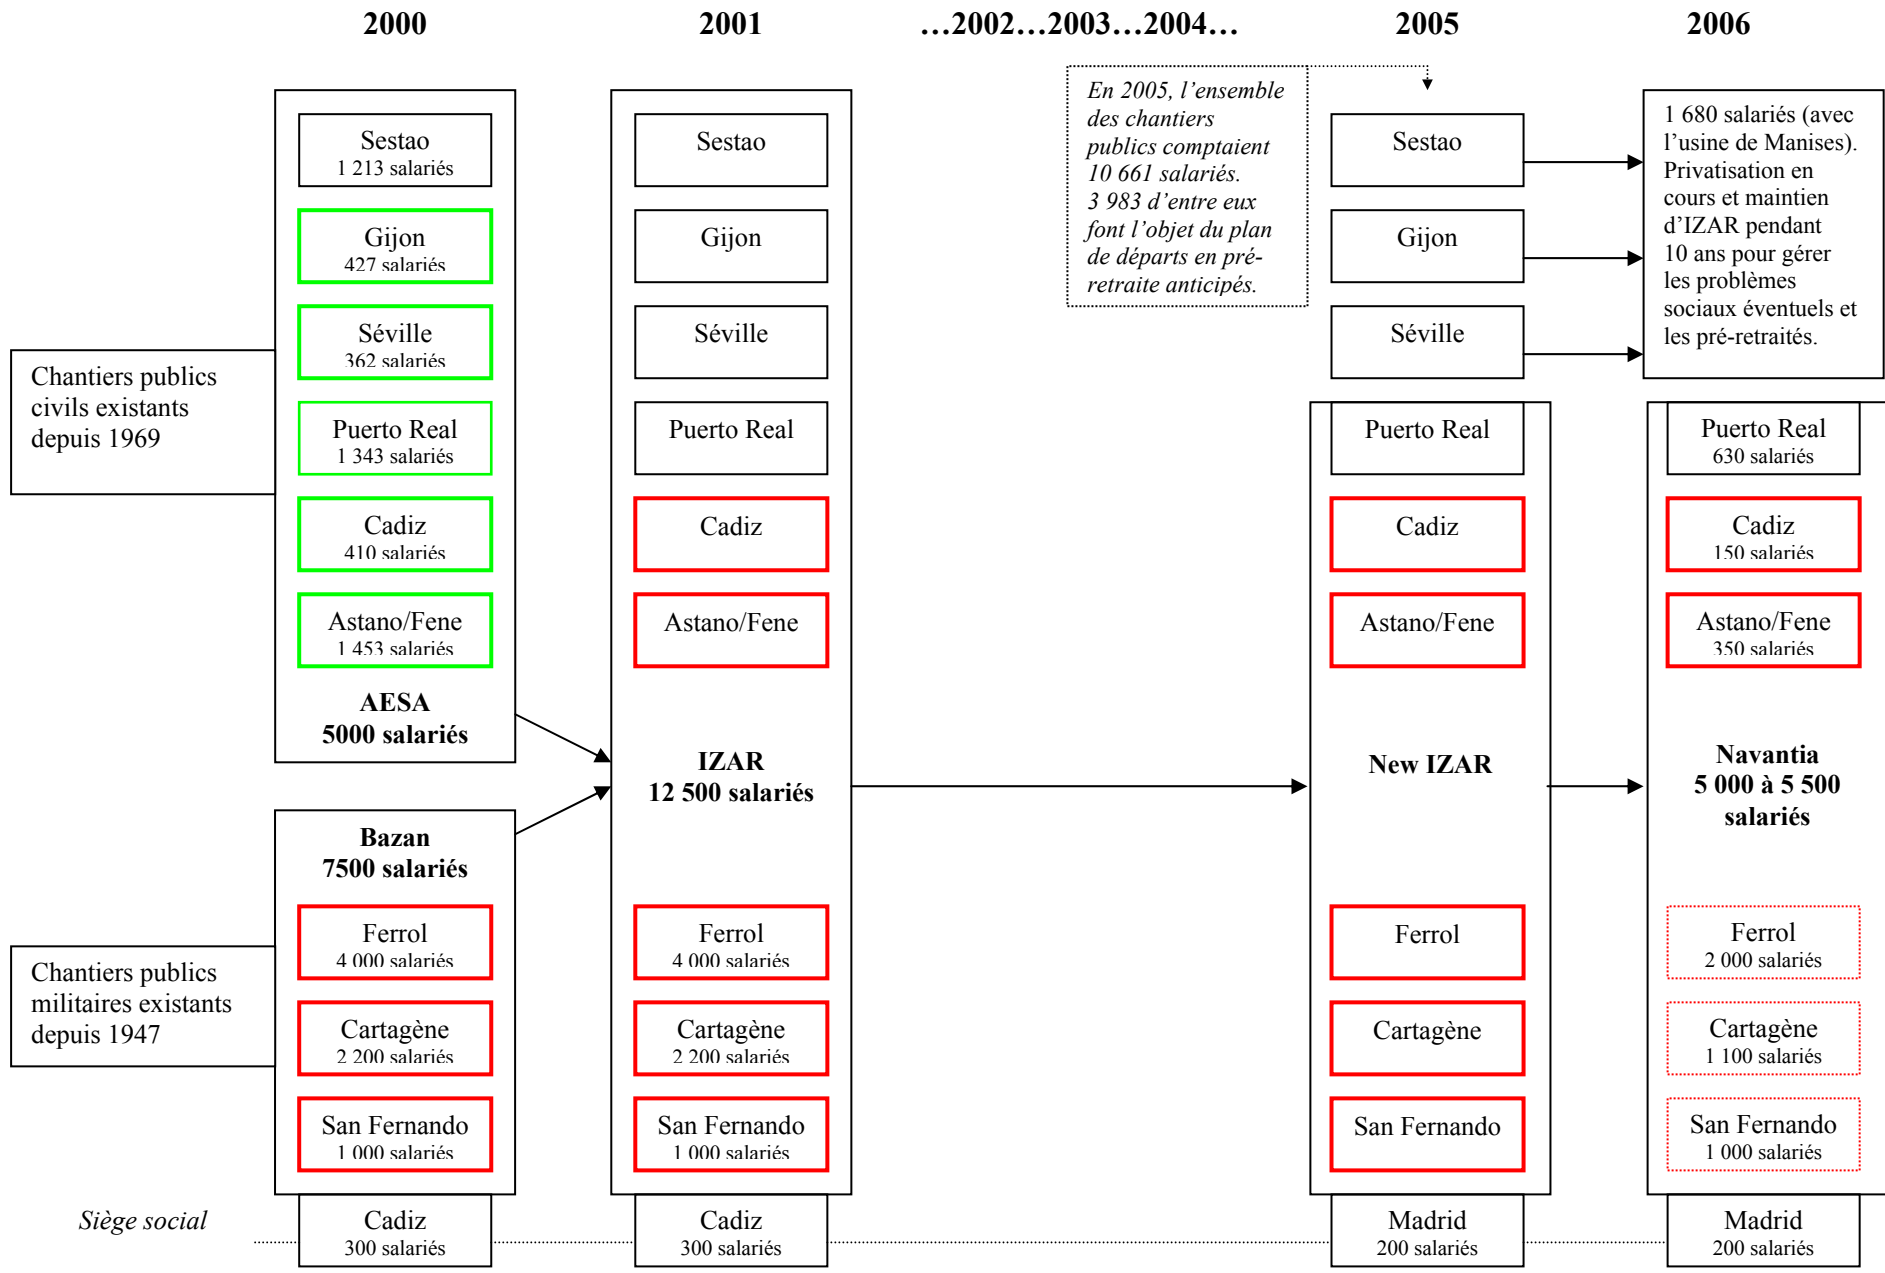 2000
2001
…2002…2003…2004…
2005
2006
Chantiers publics
civils existants
depuis 1969
Chantiers publics
militaires existants
depuis 1947
Siège social
Sestao
1 213 salariés
Gijon
427 salariés
Séville
362 salariés
Puerto Real
1 343 salariés
Cadiz
410 salariés
Astano/Fene
1 453 salariés
AESA
5000 salariés
Bazan
7500 salariés
Ferrol
4 000 salariés
Cartagène
2 200 salariés
San Fernando
1 000 salariés
Cadiz
300 salariés
Sestao
Gijon
Séville
Puerto Real
Cadiz
Astano/Fene
IZAR
12 500 salariés
Ferrol
4 000 salariés
Cartagène
2 200 salariés
San Fernando
1 000 salariés
Cadiz
300 salariés
En 2005, l’ensemble
des chantiers
publics comptaient
10 661 salariés.
3 983 d’entre eux
font l’objet du plan
de départs en pré-
retraite anticipés.
Sestao
Gijon
Séville
Puerto Real
Cadiz
Astano/Fene
New IZAR
Ferrol
Cartagène
San Fernando
Madrid
200 salariés
1 680 salariés (avec
l’usine de Manises).
Privatisation en
cours et maintien
d’IZAR pendant
10 ans pour gérer
les problèmes
sociaux éventuels et
les pré-retraités.
Puerto Real
630 salariés
Cadiz
150 salariés
Astano/Fene
350 salariés
Navantia
5 000 à 5 500
salariés
Ferrol
2 000 salariés
Cartagène
1 100 salariés
San Fernando
1 000 salariés
Madrid
200 salariés